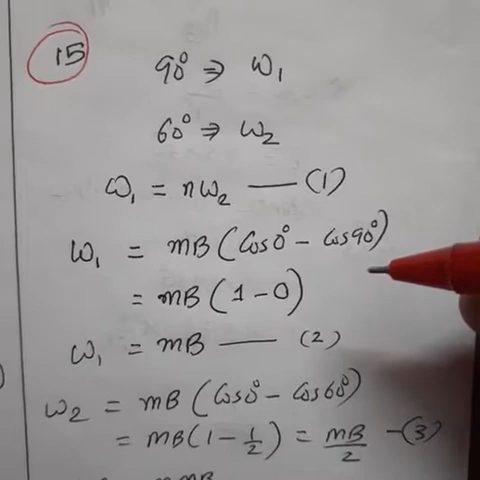 15
90° ⇒ W₁
60° ⇒ W₂
W₁ = nW₂ — (1)
W₁ = mB (Cos0° - Cos90°)
= mB (1-0)
W₁ = mB — (2)
W₂ = mB (Cos0° - Cos60°)
= mB(1 - 1/2) = mB/2 - (3)